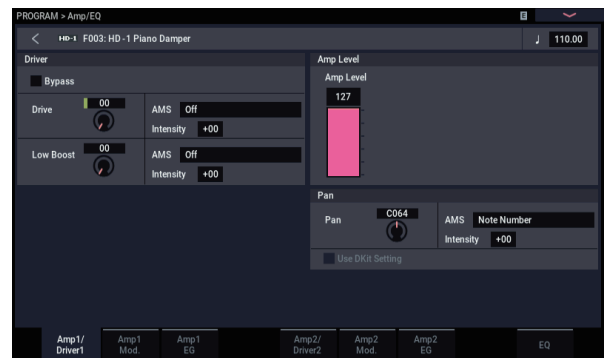 PROGRAM > Amp/EQ
HD-1 F003: HD-1 Piano Damper
♩ 110.00
Driver
Bypass
Drive 00 AMS Off
Intensity +00
Low Boost 00 AMS Off
Intensity +00
Amp Level
Amp Level
127
Pan
Pan C064 AMS Note Number
Intensity +00
Use DKit Setting
Amp1/ Amp1 Amp1 Amp2/ Amp2 Amp2 EQ
Driver1 Mod. EG Driver2 Mod. EG